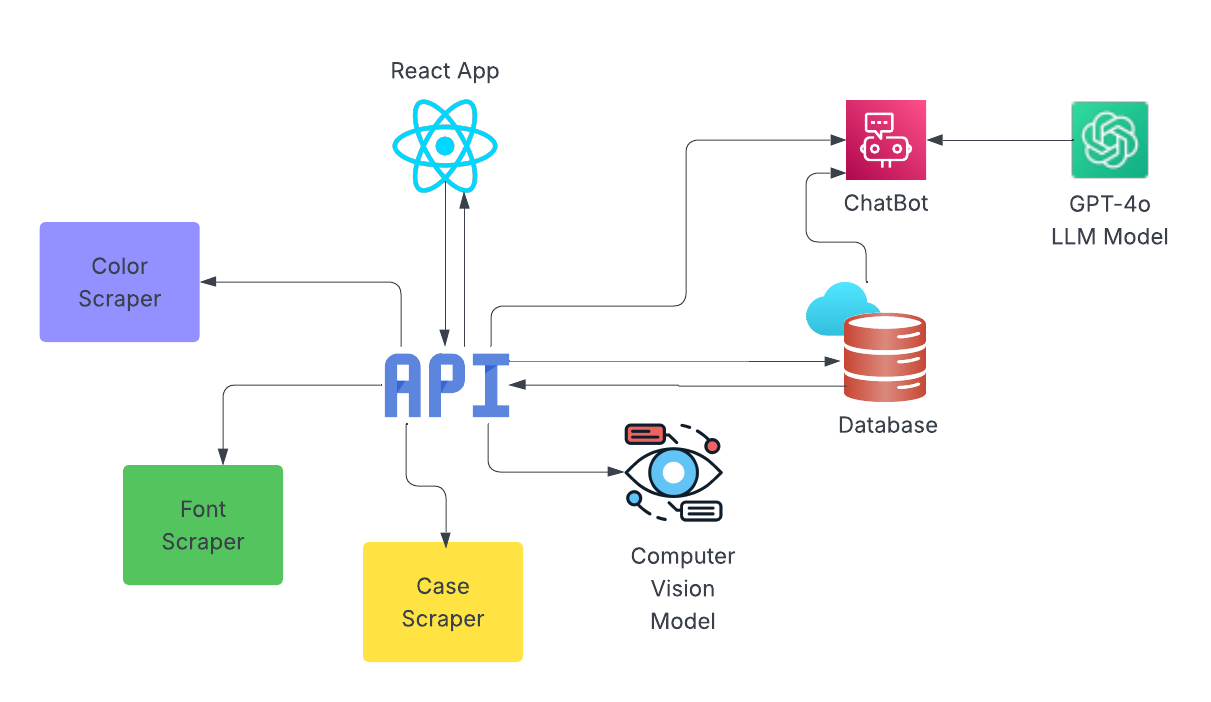 React App
ChatBot
GPT-4o
LLM Model
Color
Scraper
API
Database
Font
Scraper
Computer
Vision
Model
Case
Scraper